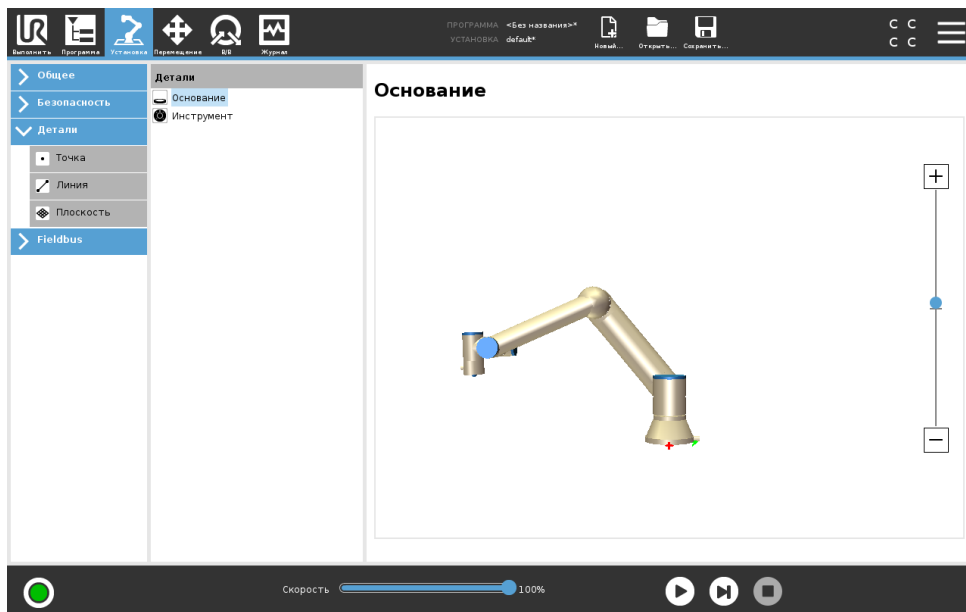 UR
Выполнить
Программа
Установка
Перемещение
В/В
Журнал
ПРОГРАММА <Без названия>*
УСТАНОВКА default*
Новый...
Открыть...
Сохранить...
C C
C C
Общее
Безопасность
Детали
Точка
Линия
Плоскость
Fieldbus
Детали
Основание
Инструмент
Основание
Скорость
100%